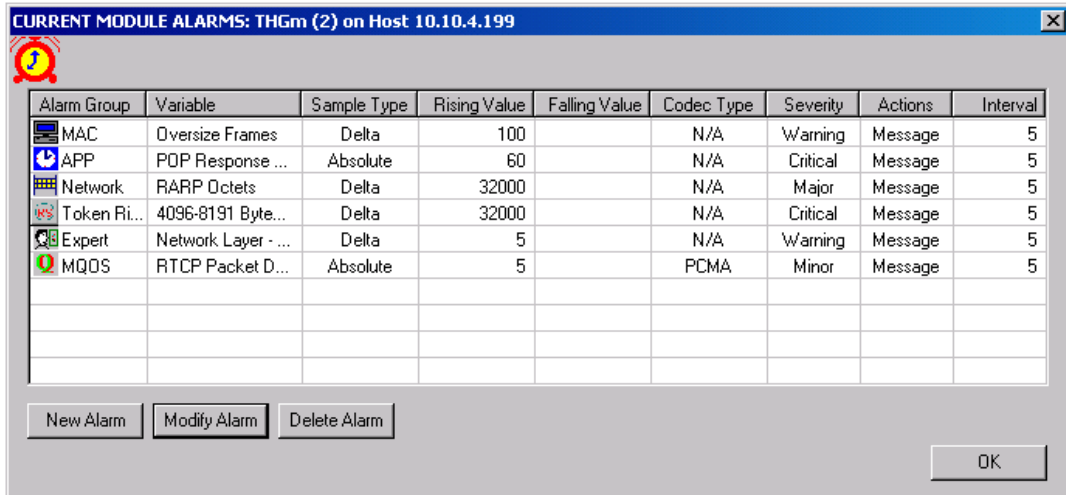 CURRENT MODULE ALARMS: THGm (2) on Host 10.10.4.199
Alarm Group Variable Sample Type Rising Value Falling Value Codec Type Severity Actions Interval
MAC Oversize Frames Delta 100 N/A Warning Message 5
APP POP Response ... Absolute 60 N/A Critical Message 5
Network RARP Octets Delta 32000 N/A Major Message 5
Token Ri... 4096-8191 Byte... Delta 32000 N/A Critical Message 5
Expert Network Layer - ... Delta 5 N/A Warning Message 5
MQOS RTCP Packet D... Absolute 5 PCMA Minor Message 5
New Alarm Modify Alarm Delete Alarm
OK